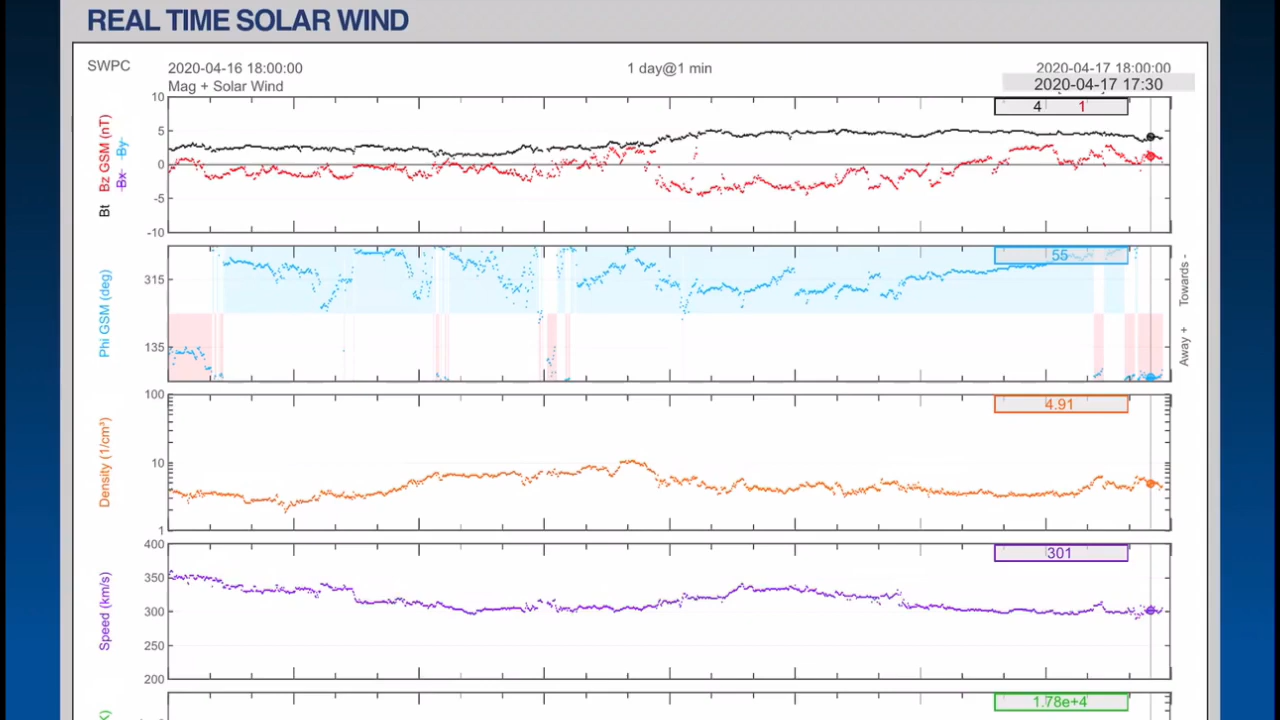 REAL TIME SOLAR WIND
SWPC
2020-04-16 18:00:00
1 day@1 min
2020-04-17 18:00:00
Mag + Solar Wind
2020-04-17 17:30
Bt Bz GSM (nT)
Bx By
10
5
0
-5
-10
4 1
Phi GSM (deg)
315
135
55
Towards -
Away +
Density (1/cm³)
100
10
1
4.91
Speed (km/s)
400
350
300
250
200
301
1.78e+4